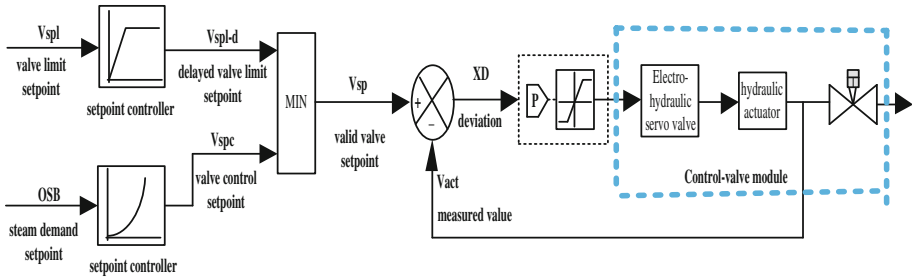 Vspl
valve limit
setpoint
setpoint controller
Vspl-d
delayed valve limit
setpoint
OSB
steam demand
setpoint
setpoint controller
Vspc
valve control
setpoint
MIN
Vsp
valid valve
setpoint
+
−
XD
deviation
P
Electro-
hydraulic
servo valve
hydraulic
actuator
Control-valve module
Vact
measured value